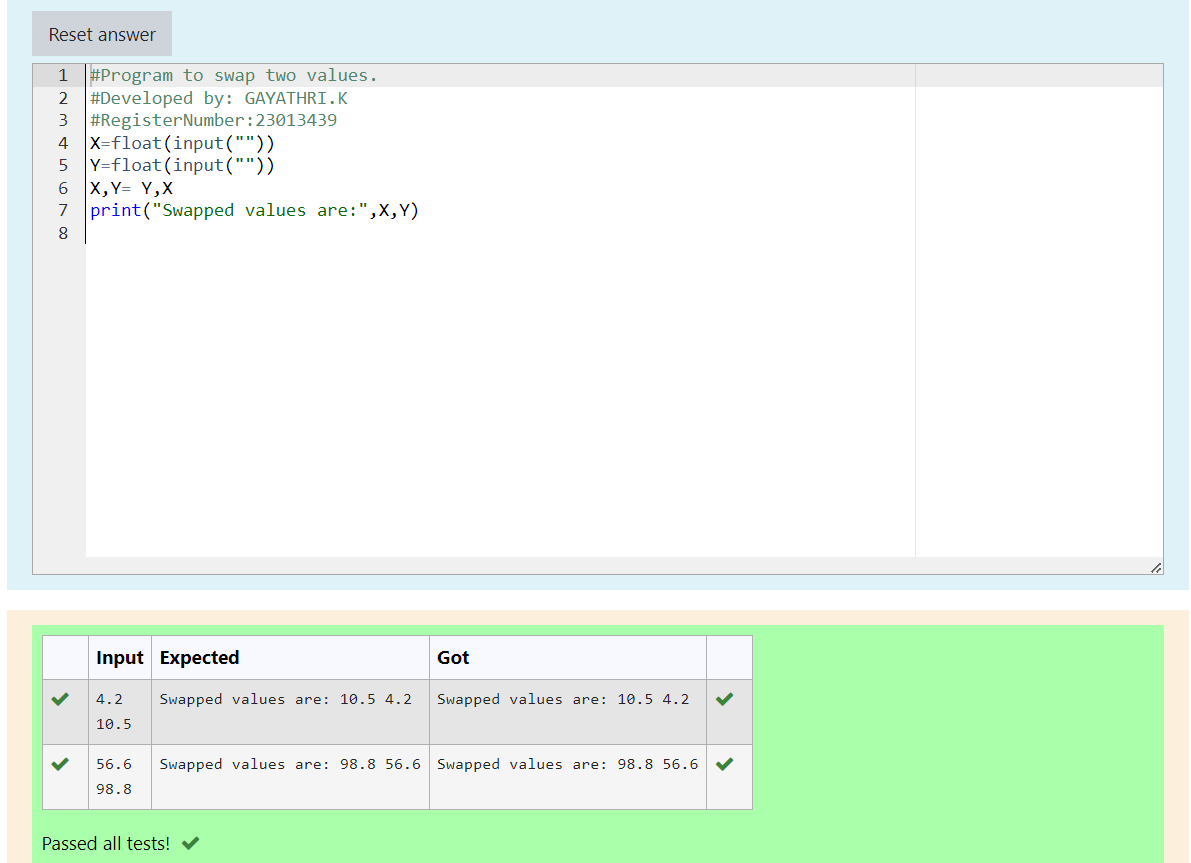 Reset answer
1 #Program to swap two values.
2 #Developed by: GAYATHRI.K
3 #RegisterNumber:23013439
4 X=float(input(""))
5 Y=float(input(""))
6 X,Y= Y,X
7 print("Swapped values are:",X,Y)
8
Input Expected Got
4.2 Swapped values are: 10.5 4.2 Swapped values are: 10.5 4.2
10.5
56.6 Swapped values are: 98.8 56.6 Swapped values are: 98.8 56.6
98.8
Passed all tests!